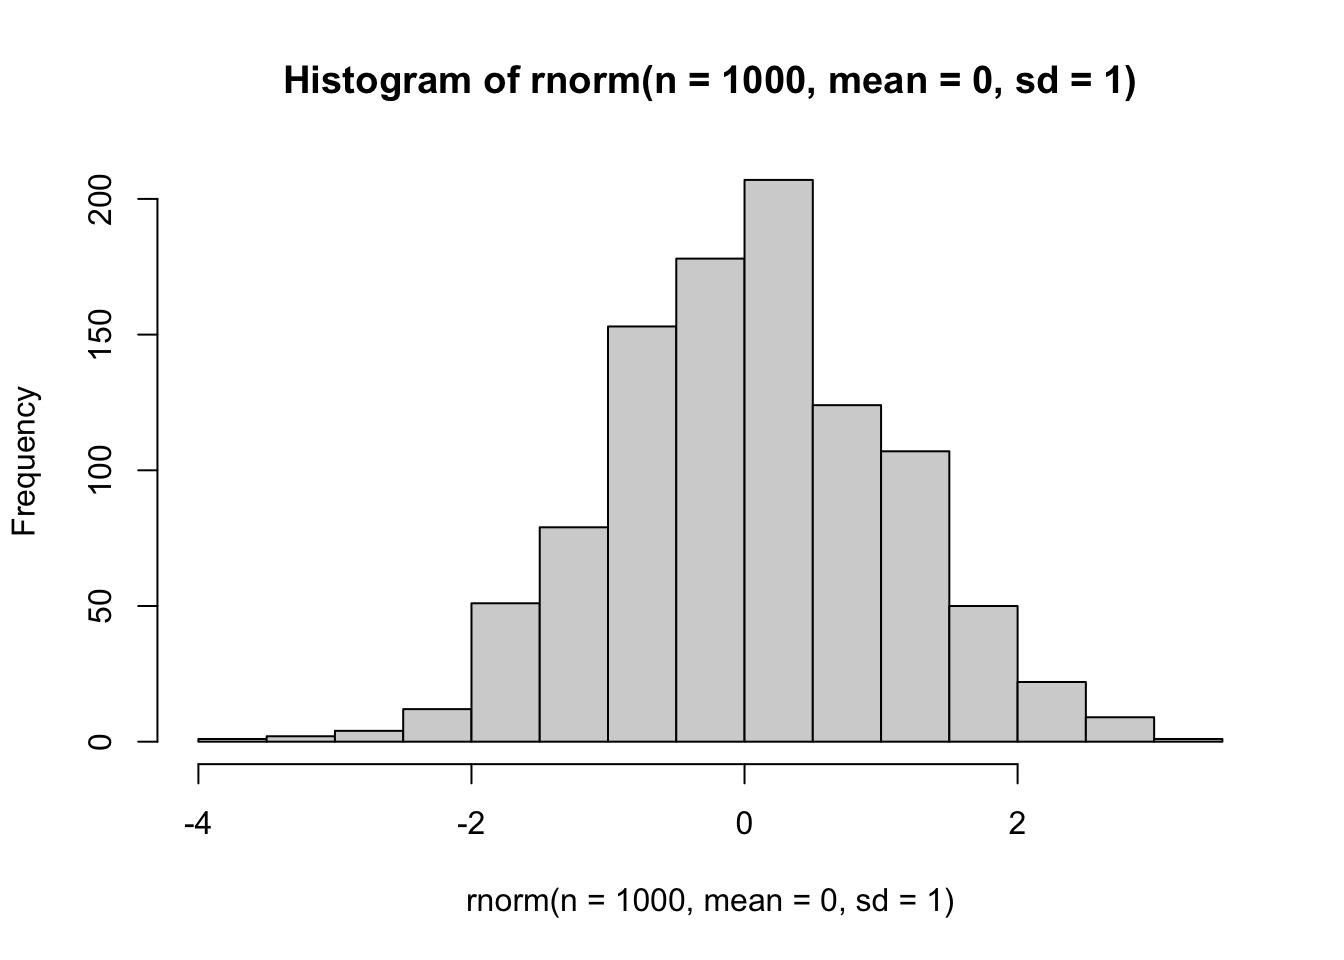 Histogram of rnorm(n = 1000, mean = 0, sd = 1)
Frequency
200
150
100
50
0
-4 -2 0 2
rnorm(n = 1000, mean = 0, sd = 1)